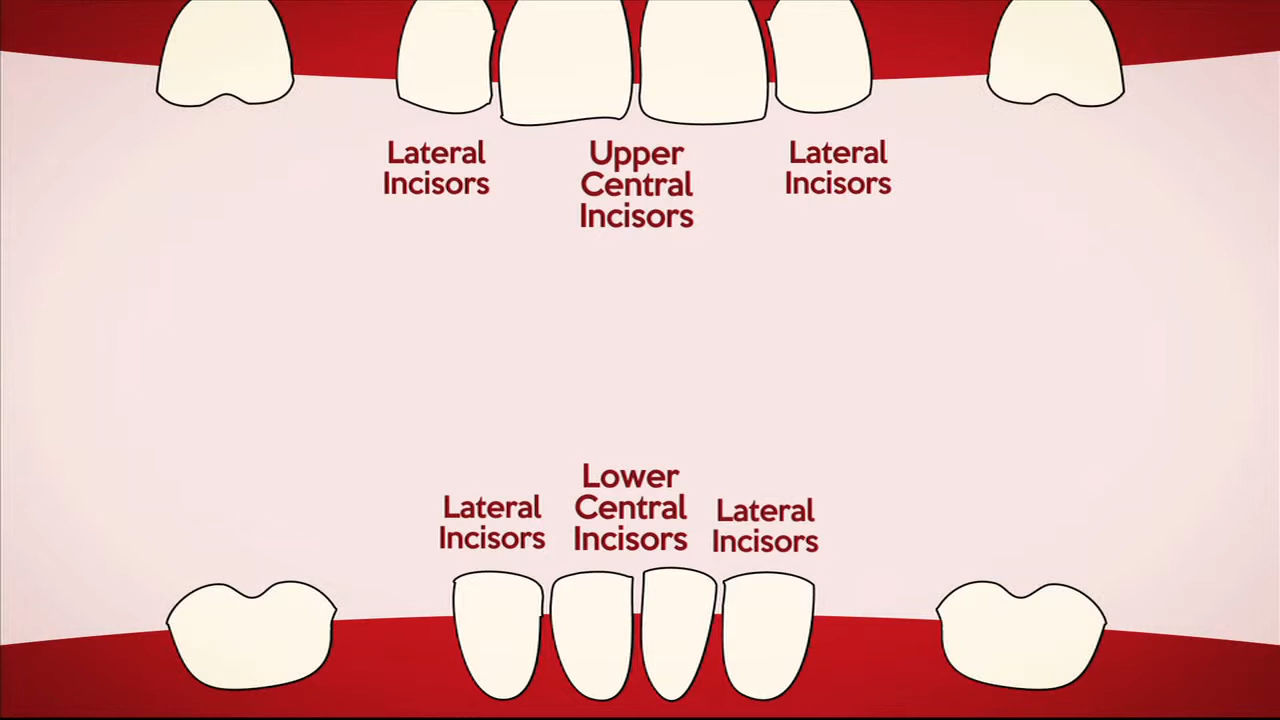 Lateral
Incisors
Upper
Central
Incisors
Lateral
Incisors
Lateral
Incisors
Lower
Central
Incisors
Lateral
Incisors